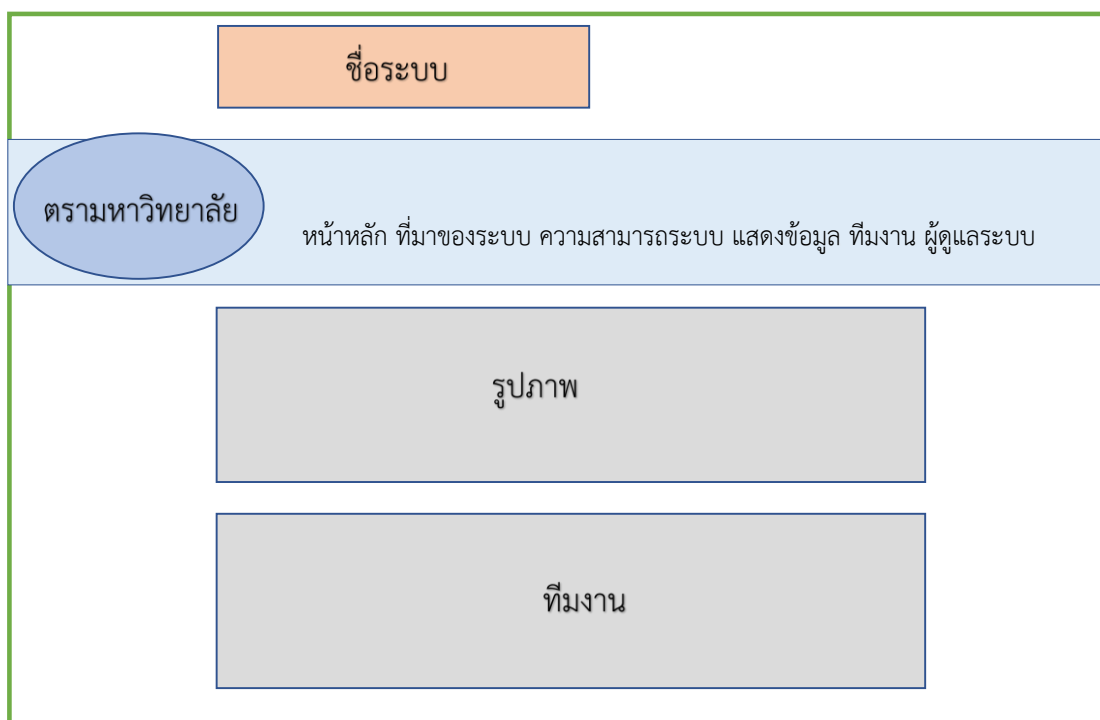 ชื่อระบบ
ตรามหาวิทยาลัย
หน้าหลัก ที่มาของระบบ ความสามารถระบบ แสดงข้อมูล ทีมงาน ผู้ดูแลระบบ
รูปภาพ
ทีมงาน